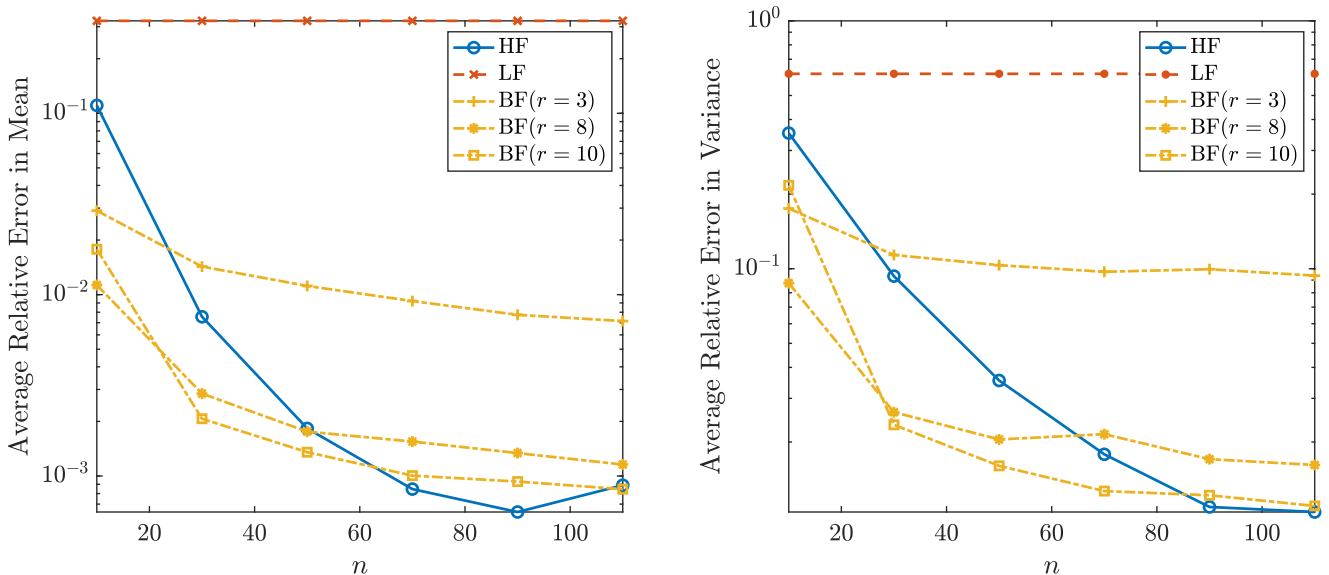 Average Relative Error in Mean
10^{-1}
10^{-2}
10^{-3}
HF
LF
BF(r = 3)
BF(r = 8)
BF(r = 10)
20 40 60 80 100
n
Average Relative Error in Variance
10^{0}
10^{-1}
HF
LF
BF(r = 3)
BF(r = 8)
BF(r = 10)
20 40 60 80 100
n